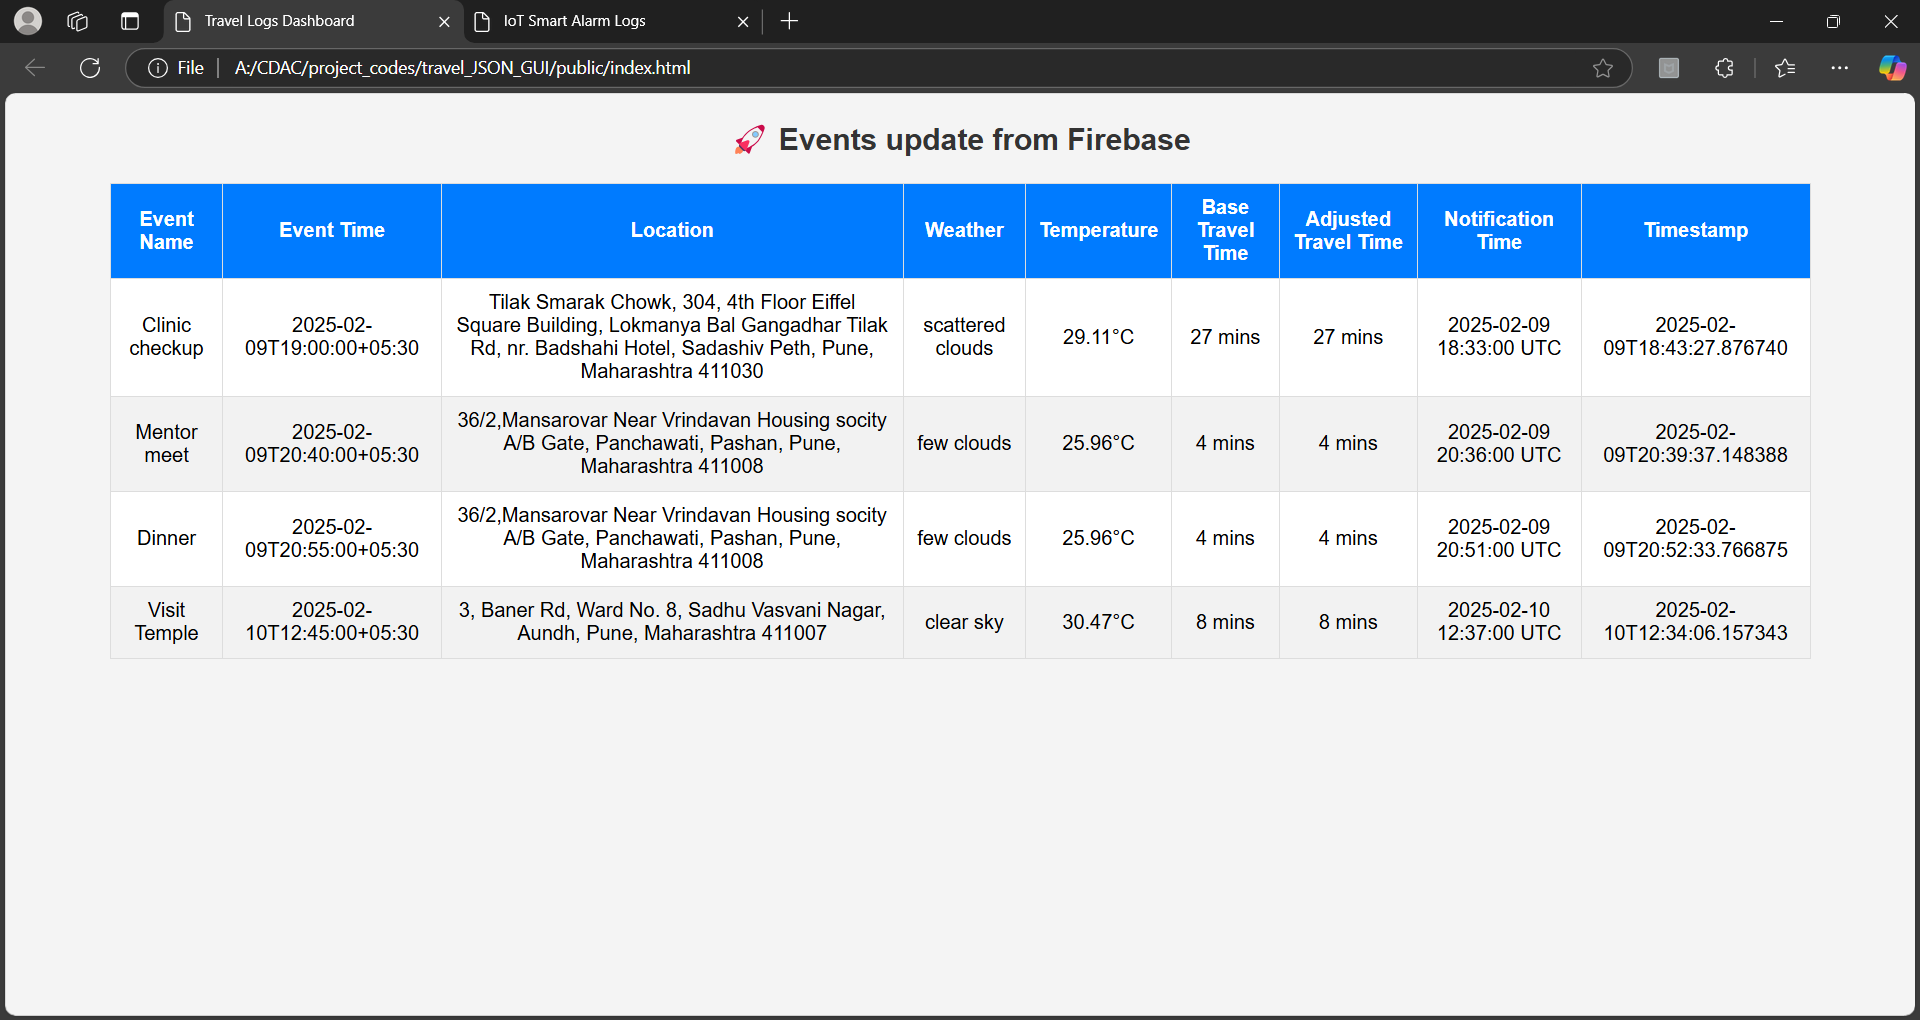 Travel Logs Dashboard
IoT Smart Alarm Logs
File
A:/CDAC/project_codes/travel_JSON_GUI/public/index.html
🚀 Events update from Firebase
Event
Name
Event Time
Location
Weather
Temperature
Base
Travel
Time
Adjusted
Travel Time
Notification
Time
Timestamp
Clinic
checkup
2025-02-
09T19:00:00+05:30
Tilak Smarak Chowk, 304, 4th Floor Eiffel
Square Building, Lokmanya Bal Gangadhar Tilak
Rd, nr. Badshahi Hotel, Sadashiv Peth, Pune,
Maharashtra 411030
scattered
clouds
29.11°C
27 mins
27 mins
2025-02-09
18:33:00 UTC
2025-02-
09T18:43:27.876740
Mentor
meet
2025-02-
09T20:40:00+05:30
36/2,Mansarovar Near Vrindavan Housing socity
A/B Gate, Panchawati, Pashan, Pune,
Maharashtra 411008
few clouds
25.96°C
4 mins
4 mins
2025-02-09
20:36:00 UTC
2025-02-
09T20:39:37.148388
Dinner
2025-02-
09T20:55:00+05:30
36/2,Mansarovar Near Vrindavan Housing socity
A/B Gate, Panchawati, Pashan, Pune,
Maharashtra 411008
few clouds
25.96°C
4 mins
4 mins
2025-02-09
20:51:00 UTC
2025-02-
09T20:52:33.766875
Visit
Temple
2025-02-
10T12:45:00+05:30
3, Baner Rd, Ward No. 8, Sadhu Vasvani Nagar,
Aundh, Pune, Maharashtra 411007
clear sky
30.47°C
8 mins
8 mins
2025-02-10
12:37:00 UTC
2025-02-
10T12:34:06.157343